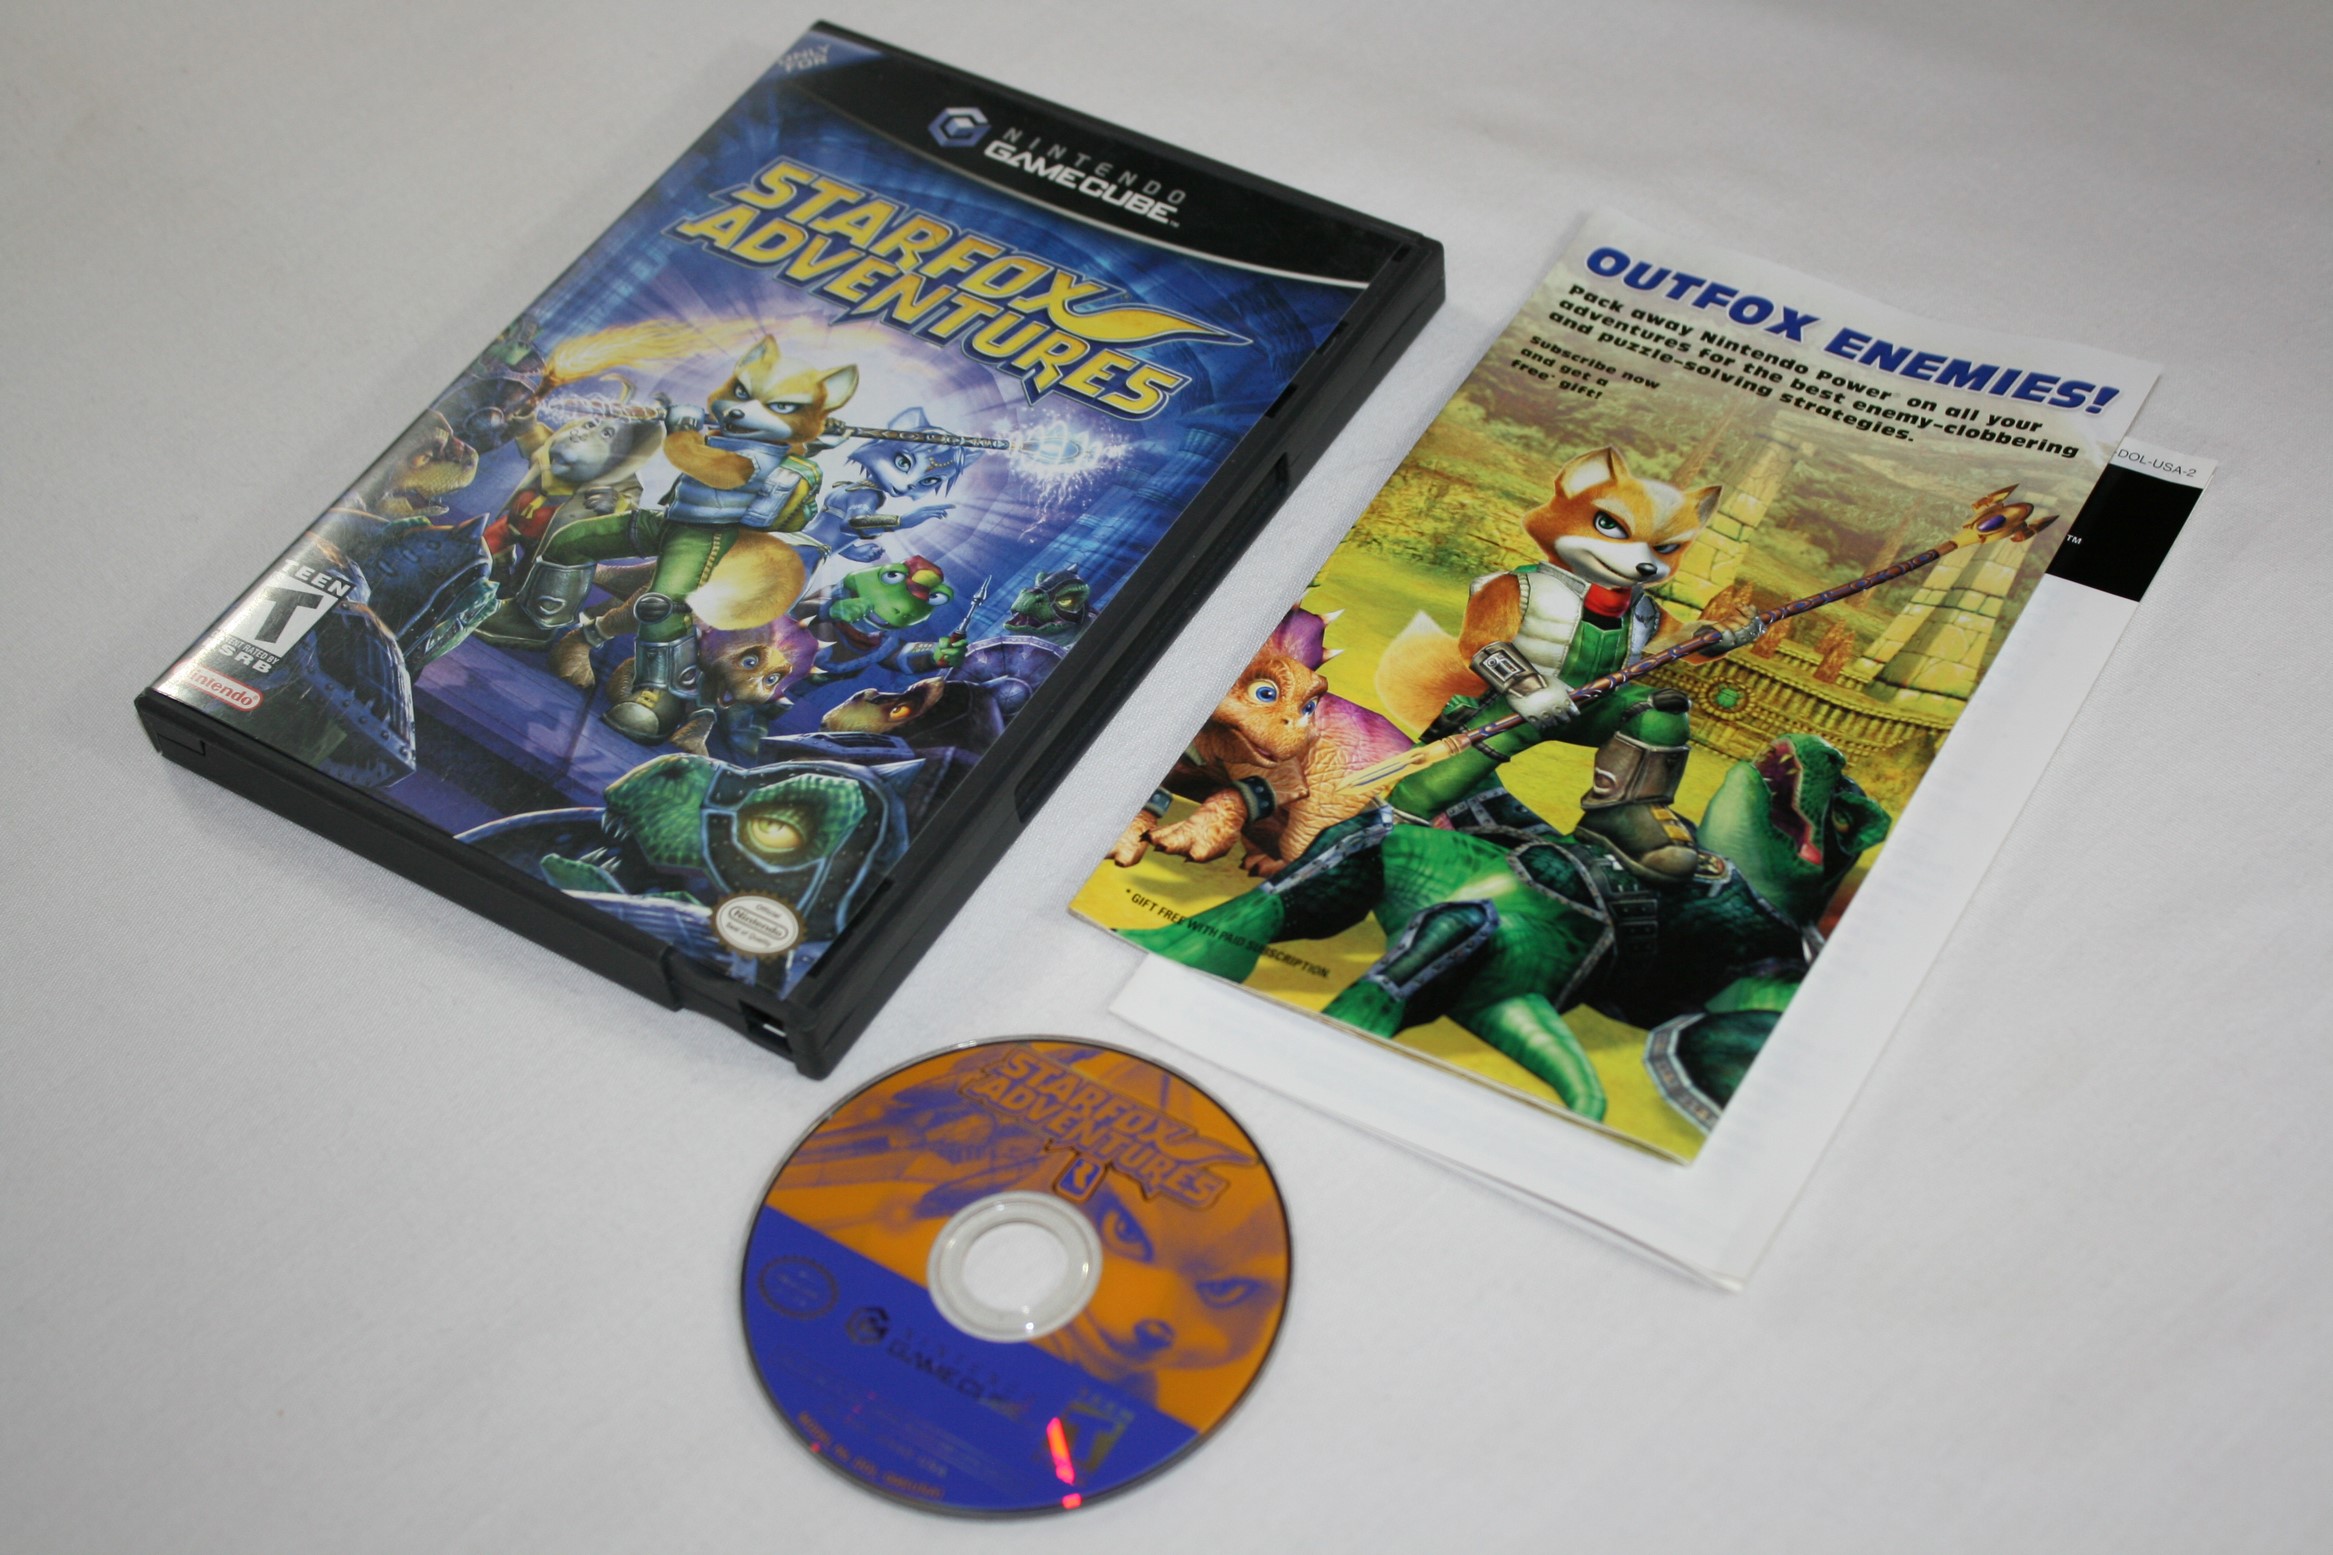 ONLY
FOR
NINTENDO
GAMECUBE™
STARFOX
ADVENTURES
TEEN
T
CONTENT RATED BY
ESRB
Nintendo
Official
Nintendo
Seal of Quality
OUTFOX ENEMIES!
Pack away Nintendo Power® on all your
adventures for the best enemy-clobbering
and puzzle-solving strategies.
Subscribe now
and get a
free* gift!
* GIFT FREE WITH PAID SUBSCRIPTION.
-DOL-USA-2
TM
STARFOX
ADVENTURES
R
GAMECUBE
TEEN
T